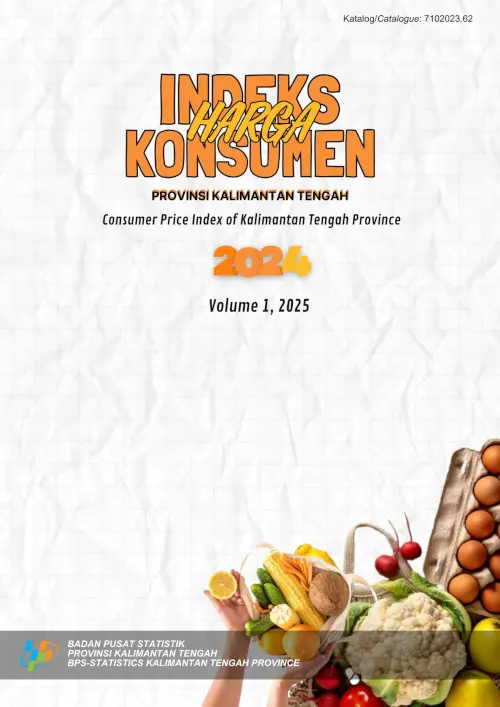 Katalog/Catalogue: 7102023.62
INDEKS
HARGA
KONSUMEN
PROVINSI KALIMANTAN TENGAH
Consumer Price Index of Kalimantan Tengah Province
2024
Volume 1, 2025
BADAN PUSAT STATISTIK
PROVINSI KALIMANTAN TENGAH
BPS-STATISTICS KALIMANTAN TENGAH PROVINCE